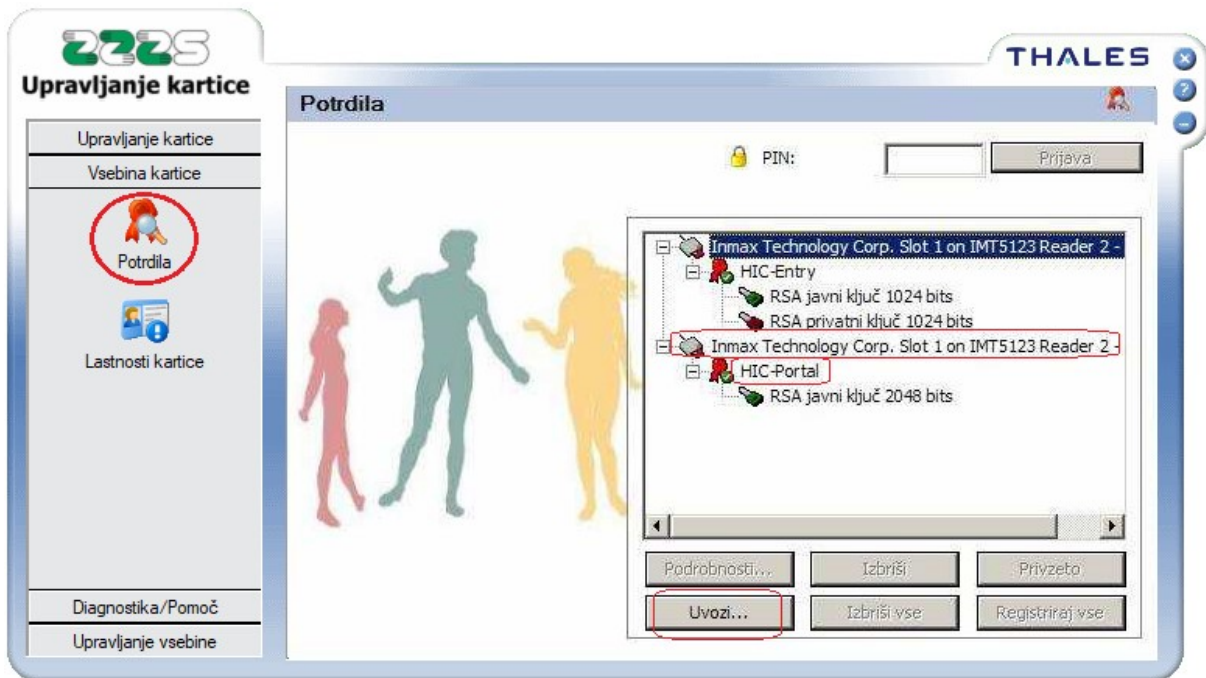 ZZZS
Upravljanje kartice
THALES
Potrdila
Upravljanje kartice
Vsebina kartice
Potrdila
Lastnosti kartice
Diagnostika/Pomoč
Upravljanje vsebine
PIN:
Prijava
Inmax Technology Corp. Slot 1 on IMT5123 Reader 2 -
HIC-Entry
RSA javni ključ 1024 bits
RSA privatni ključ 1024 bits
Inmax Technology Corp. Slot 1 on IMT5123 Reader 2 -
HIC-Portal
RSA javni ključ 2048 bits
Podrobnosti... Izbriši Privzeto
Uvozi... Izbriši vse Registriraj vse